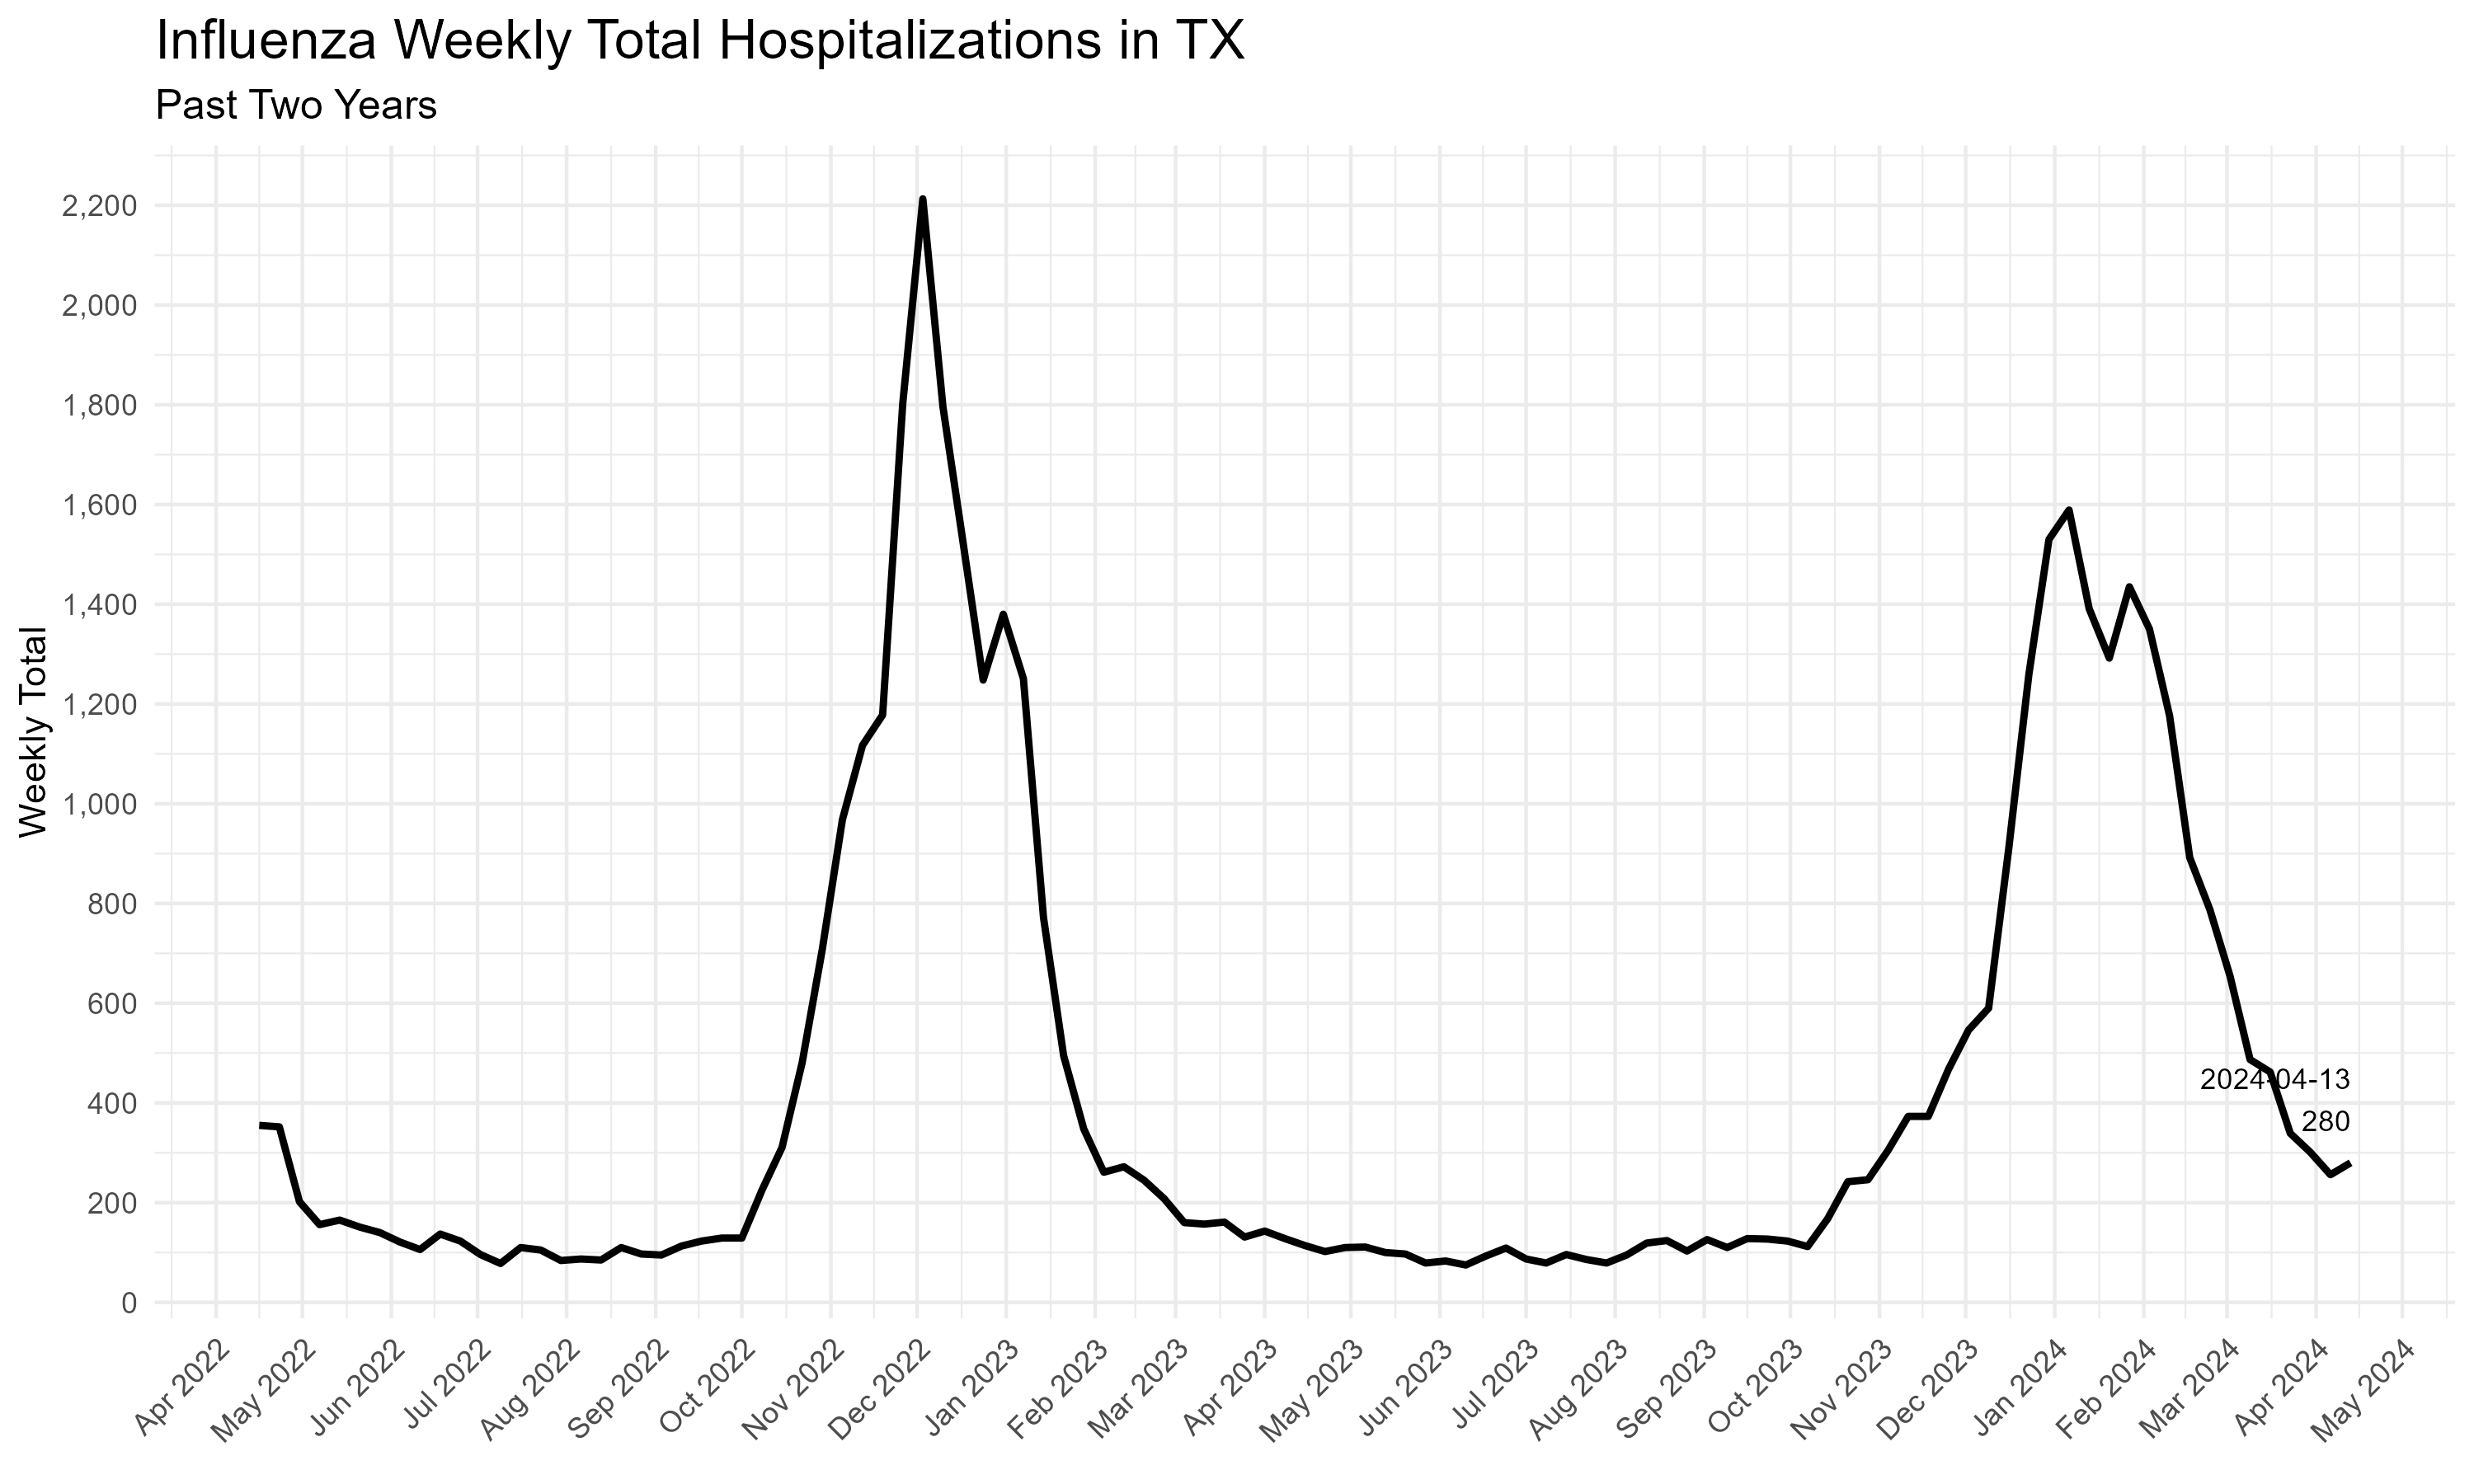 Influenza Weekly Total Hospitalizations in TX
Past Two Years
Weekly Total
2,200
2,000
1,800
1,600
1,400
1,200
1,000
800
600
400
200
0
2024-04-13
280
Apr 2022
May 2022
Jun 2022
Jul 2022
Aug 2022
Sep 2022
Oct 2022
Nov 2022
Dec 2022
Jan 2023
Feb 2023
Mar 2023
Apr 2023
May 2023
Jun 2023
Jul 2023
Aug 2023
Sep 2023
Oct 2023
Nov 2023
Dec 2023
Jan 2024
Feb 2024
Mar 2024
Apr 2024
May 2024